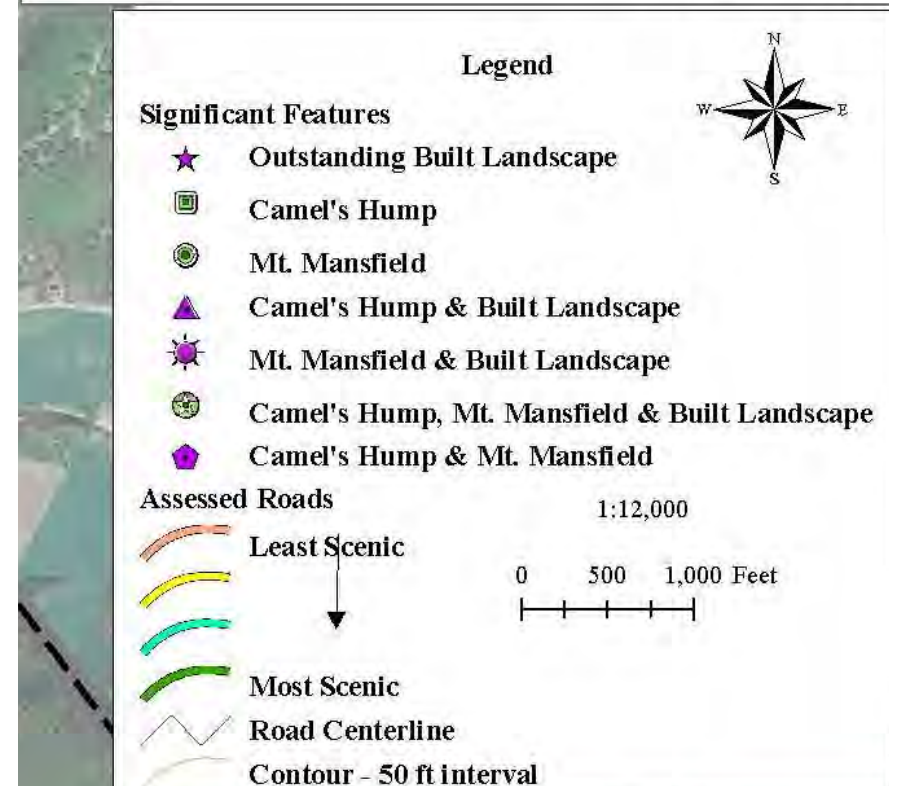 N
Legend
W E
Significant Features
S
Outstanding Built Landscape
Camel's Hump
Mt. Mansfield
Camel's Hump & Built Landscape
Mt. Mansfield & Built Landscape
Camel's Hump, Mt. Mansfield & Built Landscape
Camel's Hump & Mt. Mansfield
Assessed Roads
1:12,000
Least Scenic
0 500 1,000 Feet
Most Scenic
Road Centerline
Contour - 50 ft interval